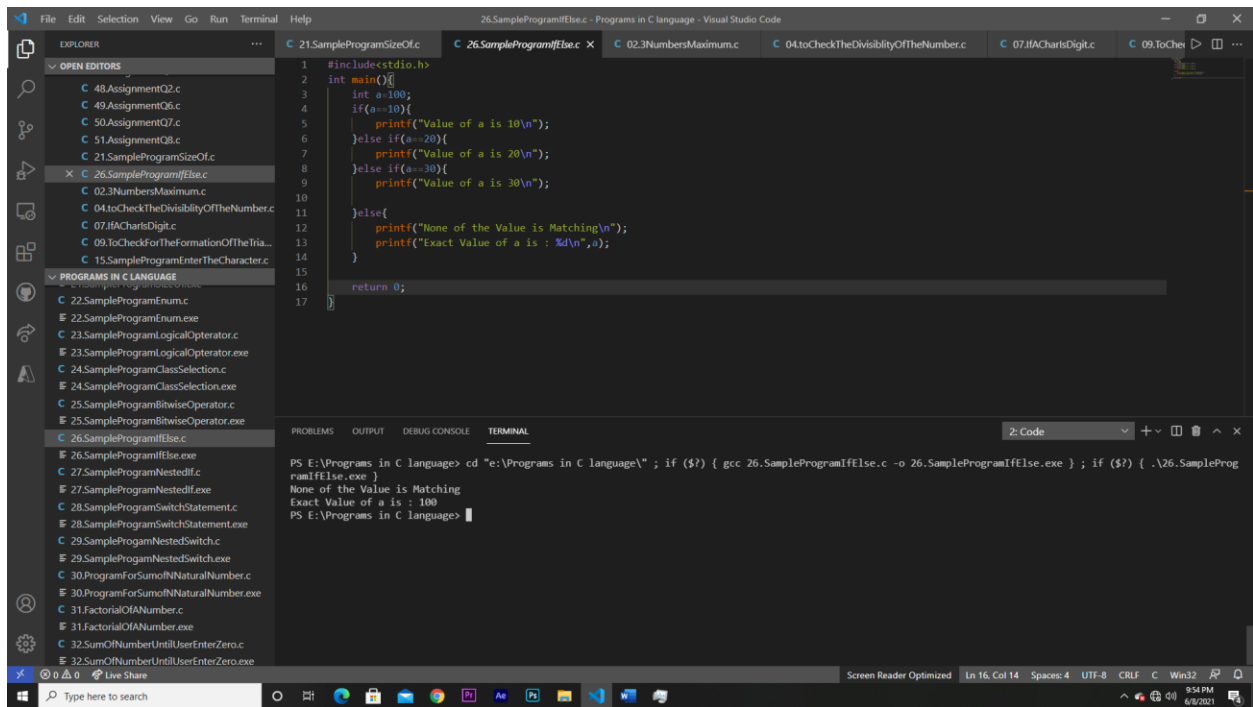 File Edit Selection View Go Run Terminal Help
26.SampleProgramIfElse.c - Programs in C language - Visual Studio Code
EXPLORER
21.SampleProgramSizeOf.c
26.SampleProgramIfElse.c
02.3NumbersMaximum.c
04.toCheckTheDivisiblityOfTheNumber.c
07.IfACharIsDigit.c
09.ToChe
OPEN EDITORS
C 48.AssignmentQ2.c
C 49.AssignmentQ6.c
C 50.AssignmentQ7.c
C 51.AssignmentQ8.c
C 21.SampleProgramSizeOf.c
C 26.SampleProgramIfElse.c
C 02.3NumbersMaximum.c
C 04.toCheckTheDivisiblityOfTheNumber.c
C 07.IfACharIsDigit.c
C 09.ToCheckForTheFormationOfTheTria...
C 15.SampleProgramEnterTheCharacter.c
PROGRAMS IN C LANGUAGE
C 22.SampleProgramEnum.c
22.SampleProgramEnum.exe
C 23.SampleProgramLogicalOpterator.c
23.SampleProgramLogicalOpterator.exe
C 24.SampleProgramClassSelection.c
24.SampleProgramClassSelection.exe
C 25.SampleProgramBitwiseOperator.c
25.SampleProgramBitwiseOperator.exe
C 26.SampleProgramIfElse.c
26.SampleProgramIfElse.exe
C 27.SampleProgramNestedIf.c
27.SampleProgramNestedIf.exe
C 28.SampleProgramSwitchStatement.c
28.SampleProgramSwitchStatement.exe
C 29.SampleProgamNestedSwitch.c
29.SampleProgamNestedSwitch.exe
C 30.ProgramForSumofNNaturalNumber.c
30.ProgramForSumofNNaturalNumber.exe
C 31.FactorialOfANumber.c
31.FactorialOfANumber.exe
C 32.SumOfNumberUntilUserEnterZero.c
32.SumOfNumberUntilUserEnterZero.exe
1 #include<stdio.h>
2 int main(){
3 int a=100;
4 if(a==10){
5 printf("Value of a is 10\n");
6 }else if(a==20){
7 printf("Value of a is 20\n");
8 }else if(a==30){
9 printf("Value of a is 30\n");
10
11 }else{
12 printf("None of the Value is Matching\n");
13 printf("Exact Value of a is : %d\n",a);
14 }
15
16 return 0;
17 }
PROBLEMS OUTPUT DEBUG CONSOLE TERMINAL
2: Code
PS E:\Programs in C language> cd "e:\Programs in C language\" ; if ($?) { gcc 26.SampleProgramIfElse.c -o 26.SampleProgramIfElse.exe } ; if ($?) { .\26.SampleProg
ramIfElse.exe }
None of the Value is Matching
Exact Value of a is : 100
PS E:\Programs in C language>
0 0 Live Share
Screen Reader Optimized Ln 16, Col 14 Spaces: 4 UTF-8 CRLF C Win32
Type here to search
Pr Ae Ps
9:54 PM
6/8/2021